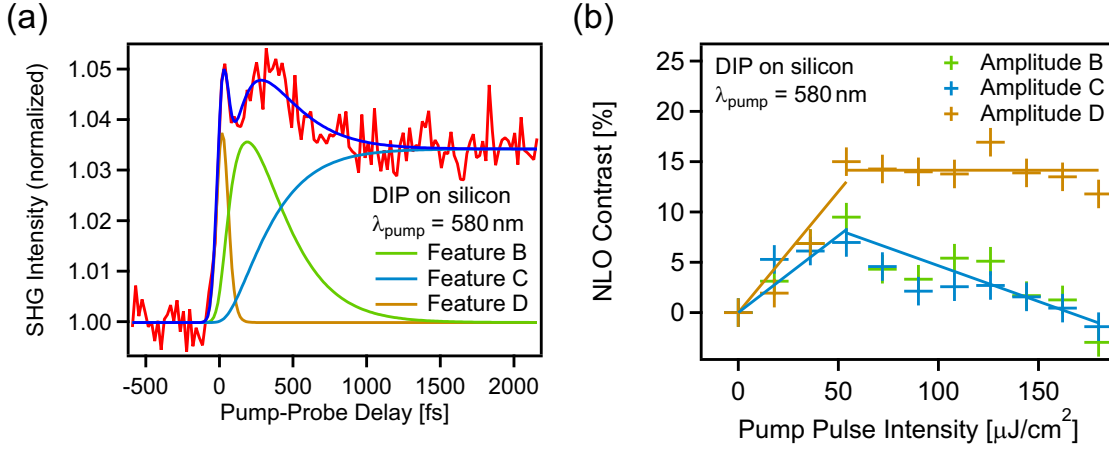 (a)
SHG Intensity (normalized)
1.05
1.04
1.03
1.02
1.01
1.00
DIP on silicon
λpump = 580 nm
Feature B
Feature C
Feature D
-500 0 500 1000 1500 2000
Pump-Probe Delay [fs]
(b)
NLO Contrast [%]
25
20
15
10
5
0
DIP on silicon
λpump = 580 nm
Amplitude B
Amplitude C
Amplitude D
0 50 100 150
Pump Pulse Intensity [μJ/cm²]